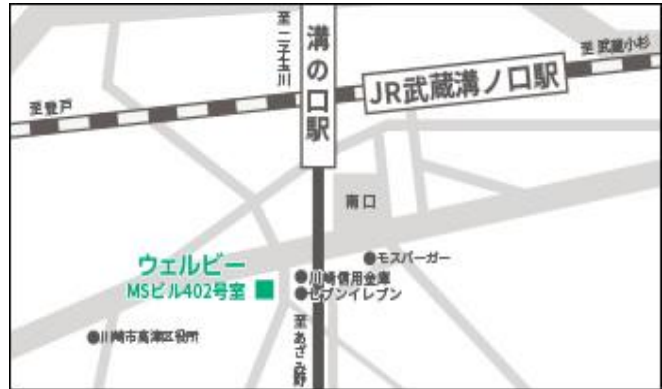 至 二子玉川
溝の口駅
至 武蔵小杉
JR武蔵溝ノ口駅
至登戸
南口
モスバーガー
ウェルビー
MSビル402号室
川崎信用金庫
セブンイレブン
川崎市高津区役所
至 あざみ野